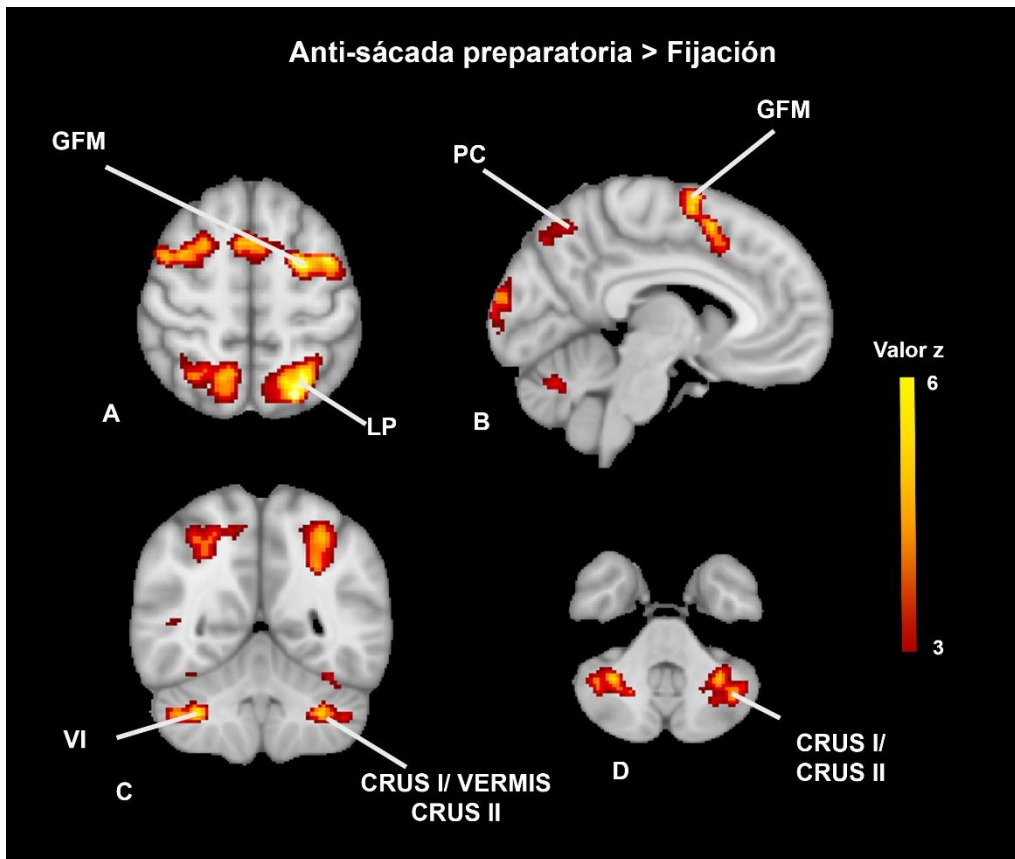 Anti-sácada preparatoria > Fijación
GFM
GFM
PC
LP
A
B
Valor z
6
3
VI
CRUS I/ VERMIS
CRUS II
C
CRUS I/
CRUS II
D